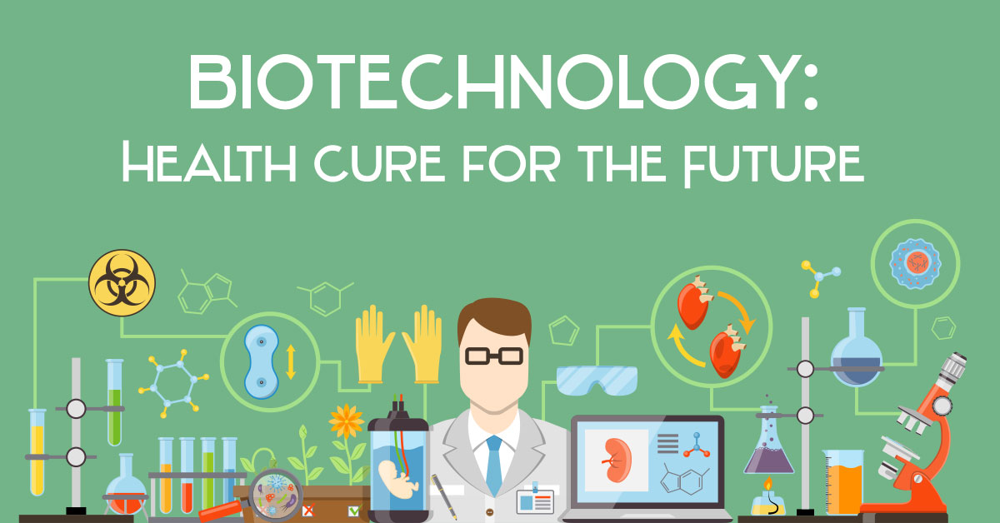 BIOTECHNOLOGY:
HEALTH CURE FOR THE FUTURE